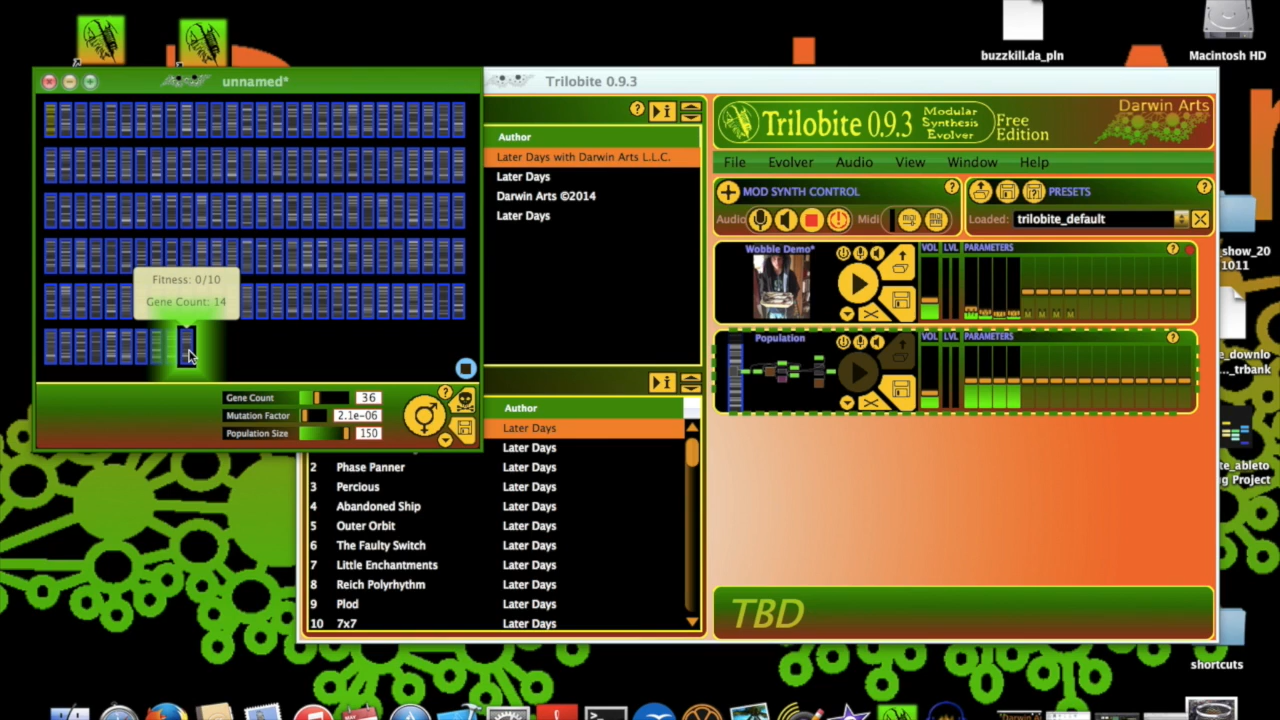 buzzkill.da_pln
Macintosh HD
unnamed*
Trilobite 0.9.3
Fitness: 0/10
Gene Count: 14
Gene Count 36
Mutation Factor 2.1e-06
Population Size 150
?
? i
Author
Later Days with Darwin Arts L.L.C.
Later Days
Darwin Arts ©2014
Later Days
i
Author
Later Days
Later Days
2 Phase Panner Later Days
3 Percious Later Days
4 Abandoned Ship Later Days
5 Outer Orbit Later Days
6 The Faulty Switch Later Days
7 Little Enchantments Later Days
8 Reich Polyrhythm Later Days
9 Plod Later Days
10 7x7 Later Days
Trilobite 0.9.3
Modular
Synthesis
Evolver
Free
Edition
Darwin Arts
File Evolver Audio View Window Help
MOD SYNTH CONTROL ?
Audio Midi
PRESETS ?
Loaded: trilobite_default
Wobble Demo*
VOL LVL PARAMETERS ?
M M M M M M M
Population
VOL LVL PARAMETERS ?
TBD
_show_20
1011
te_downlo
..._trbank
te_ableto
g Project
shortcuts